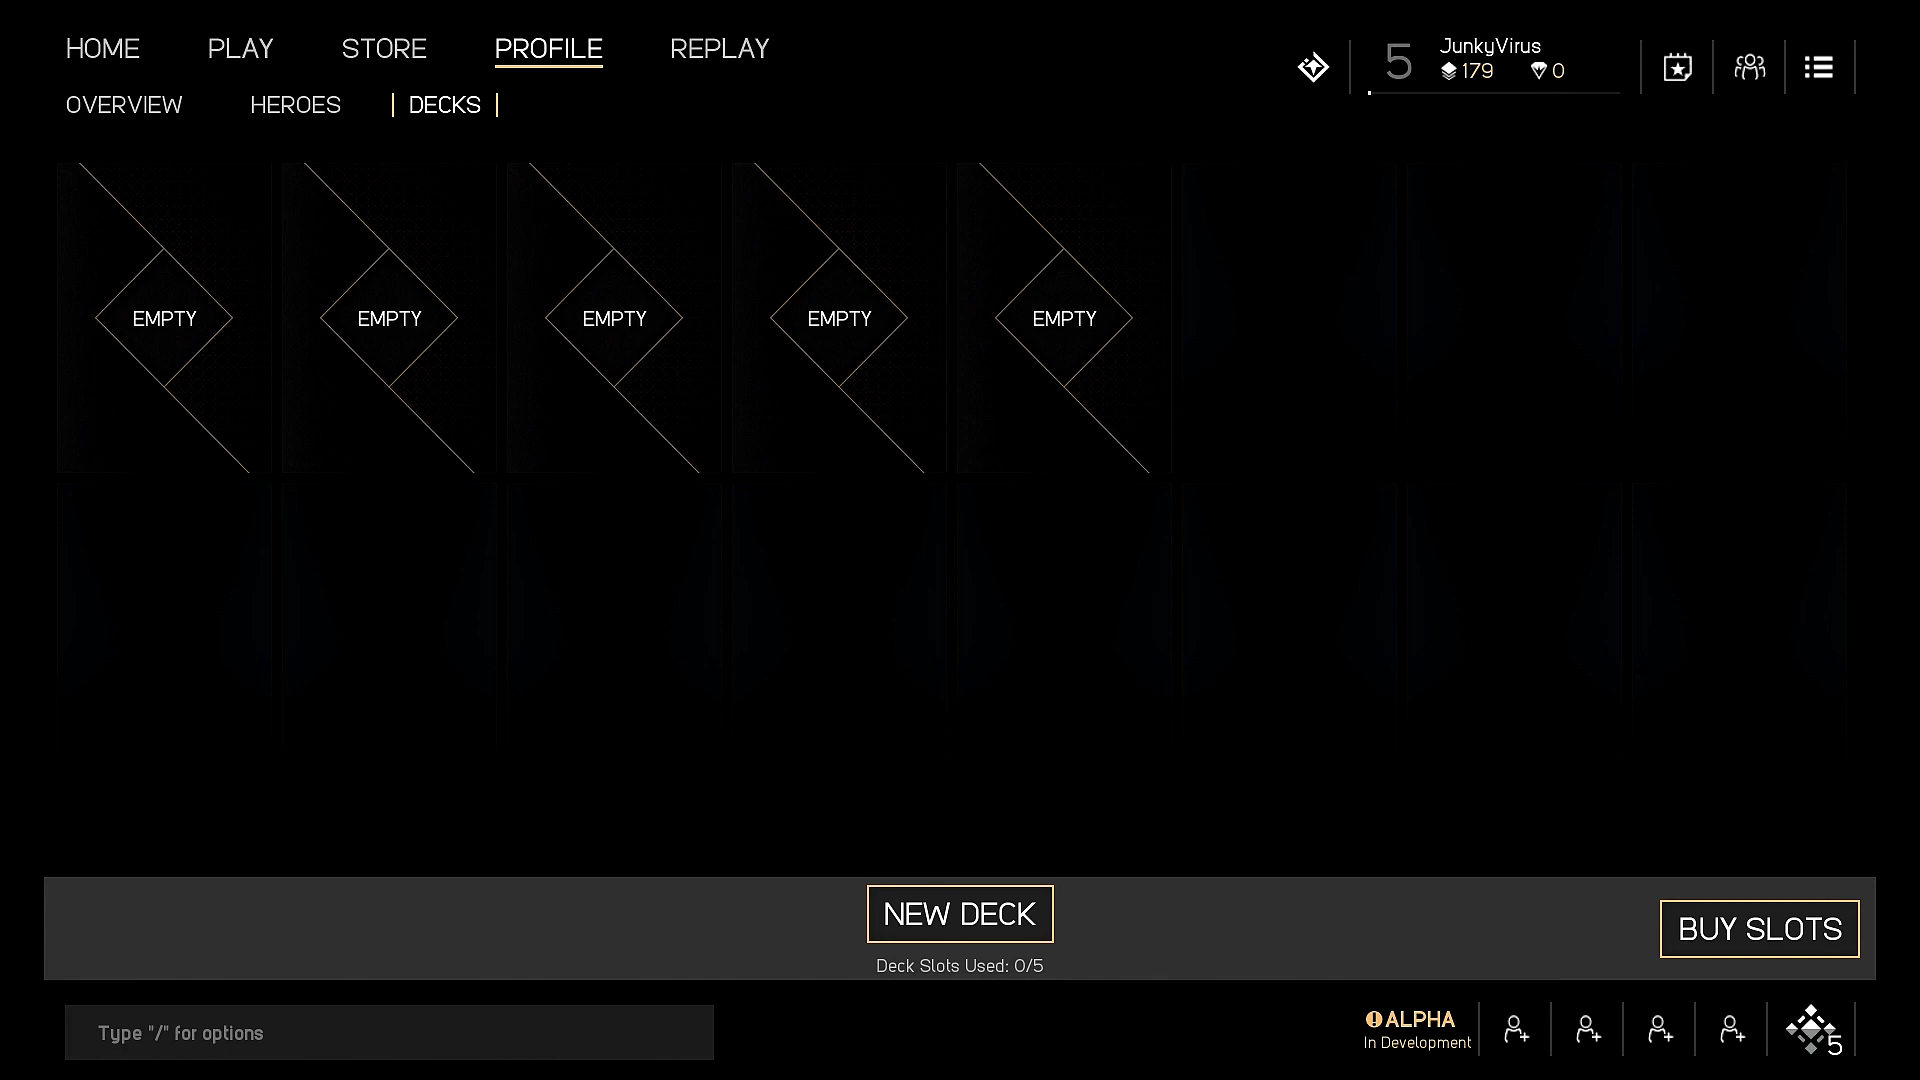 HOME PLAY STORE PROFILE REPLAY
5 JunkyVirus
179 0
OVERVIEW HEROES DECKS
EMPTY EMPTY EMPTY EMPTY EMPTY
NEW DECK
Deck Slots Used: 0/5
BUY SLOTS
Type "/" for options
ALPHA
In Development
5